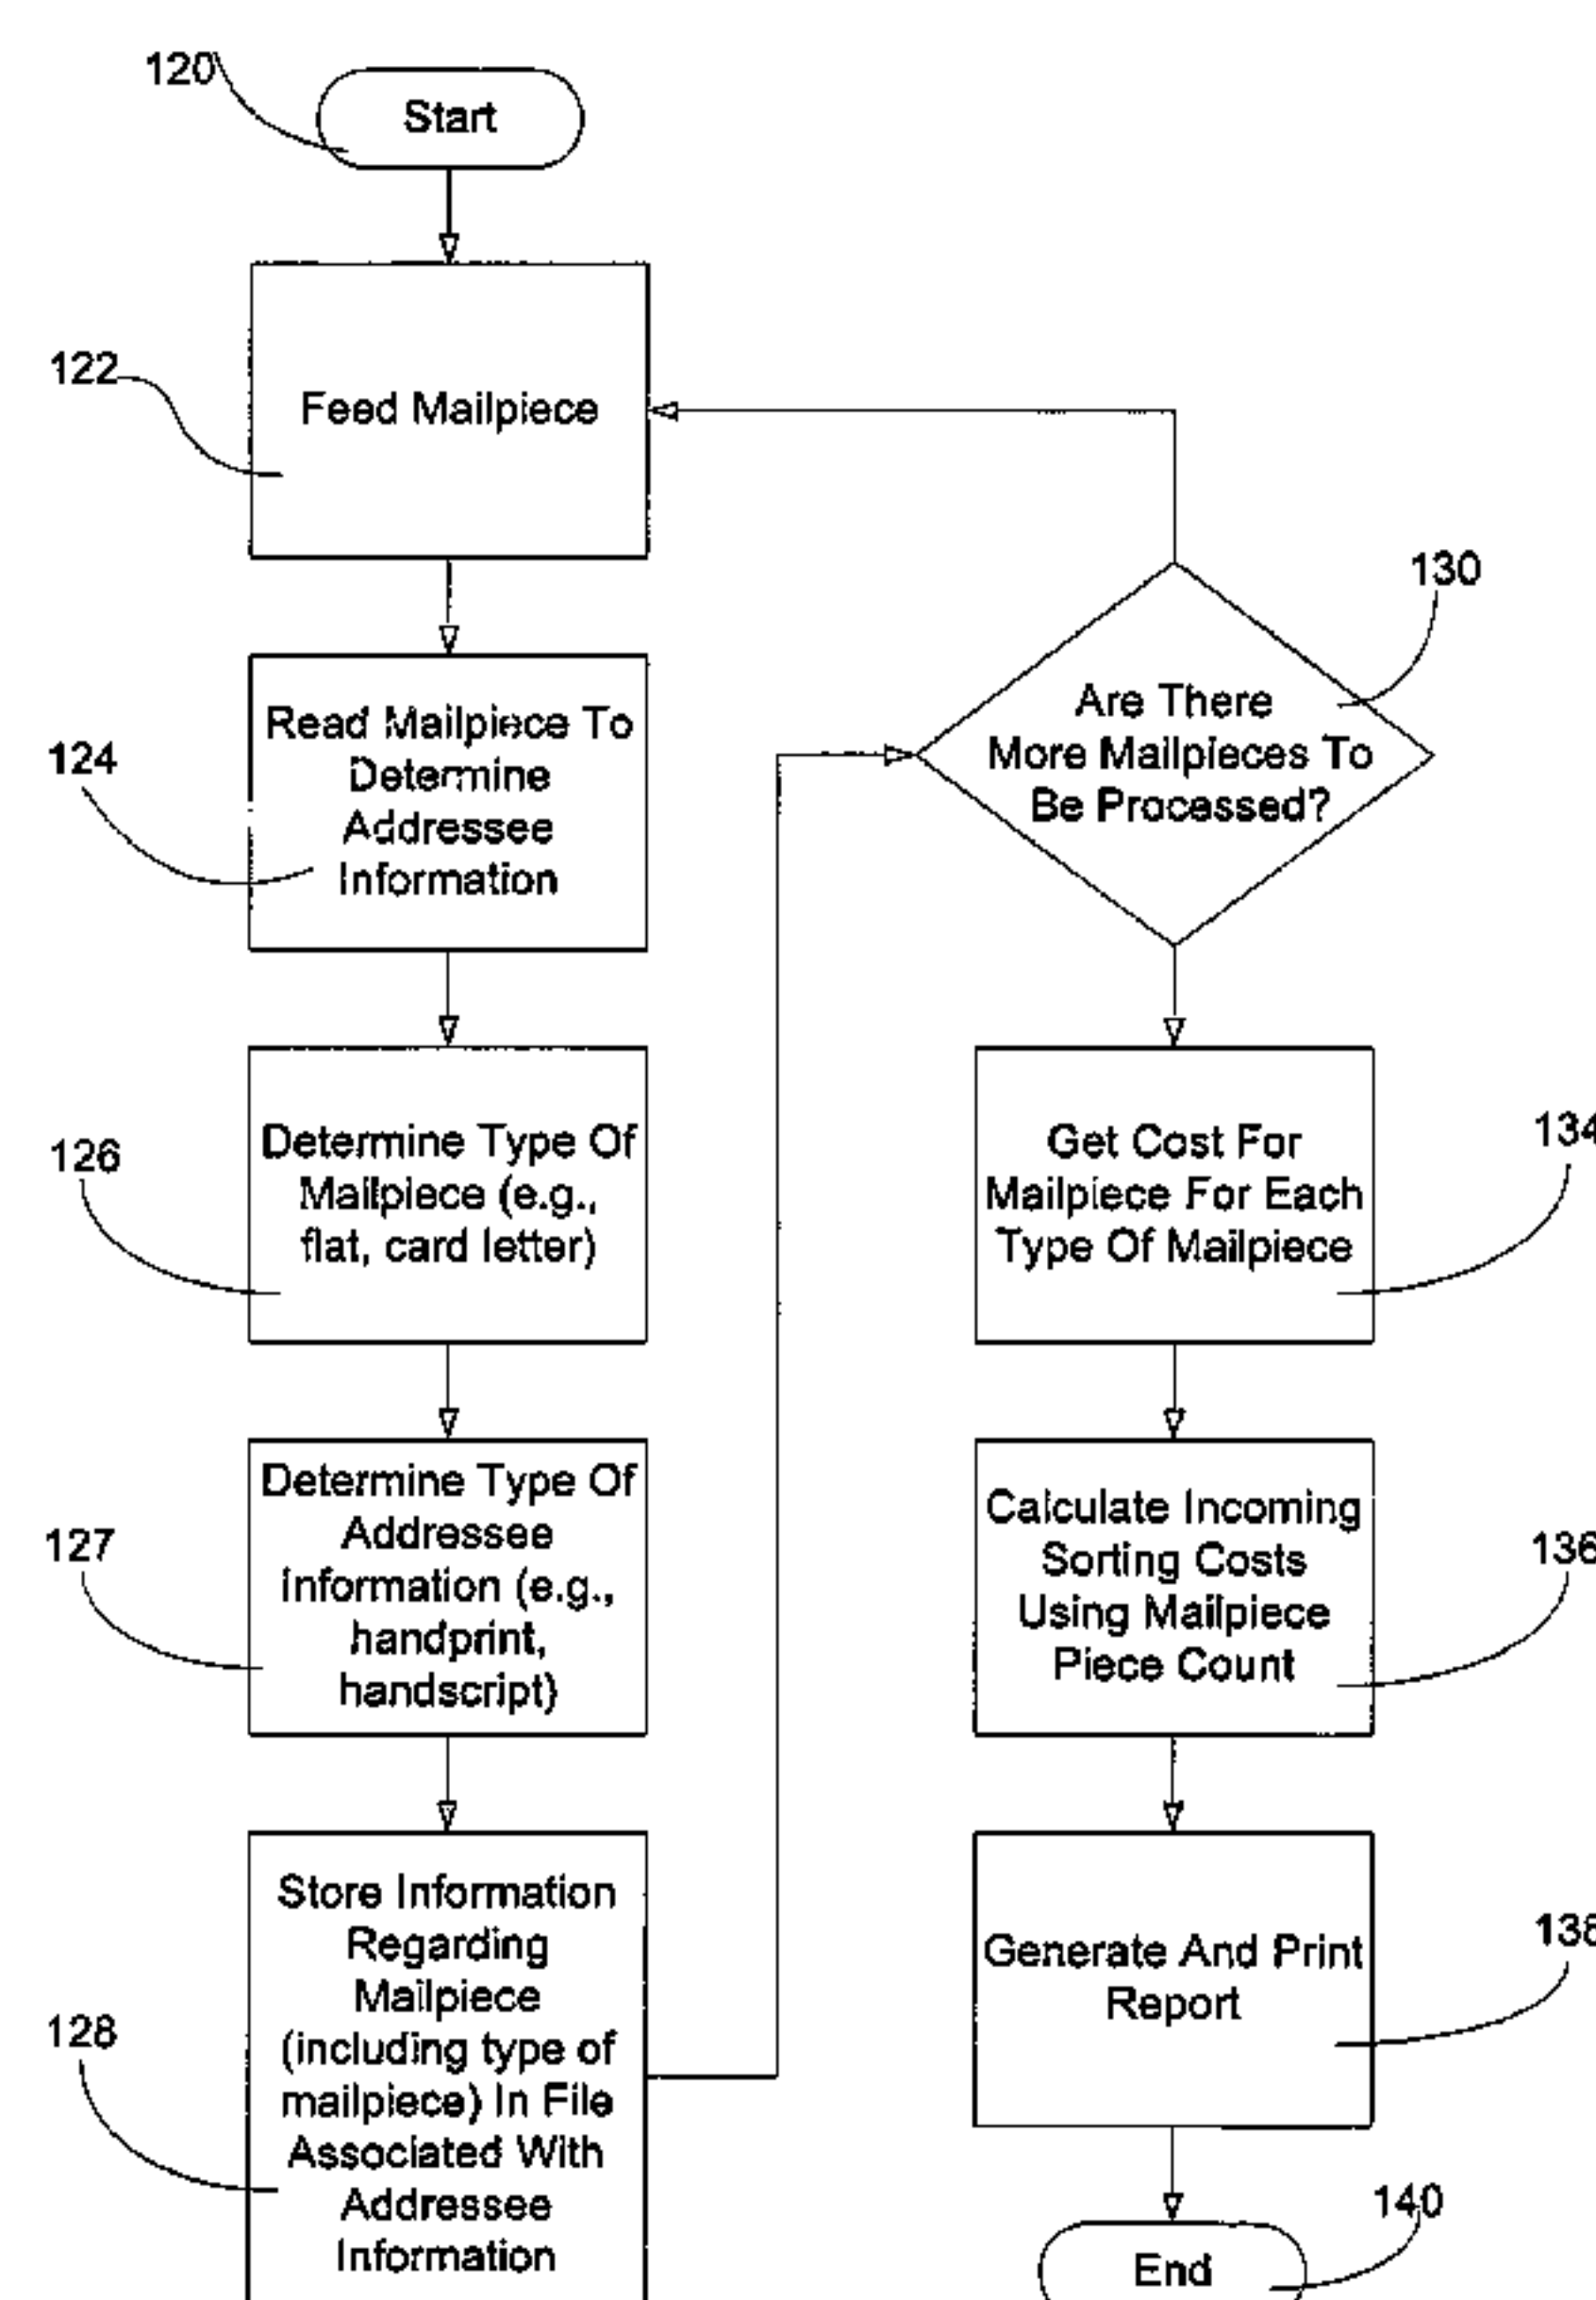 120
Start
122
Feed Mailpiece
124
Read Mailpiece To
Determine
Addressee
Information
126
Determine Type Of
Mailpiece (e.g.,
flat, card letter)
127
Determine Type Of
Addressee
Information (e.g.,
handprint,
handscript)
128
Store Information
Regarding
Mailpiece
(including type of
mailpiece) In File
Associated With
Addressee
Information
130
Are There
More Mailpieces To
Be Processed?
134
Get Cost For
Mailpiece For Each
Type Of Mailpiece
136
Calculate Incoming
Sorting Costs
Using Mailpiece
Piece Count
138
Generate And Print
Report
140
End